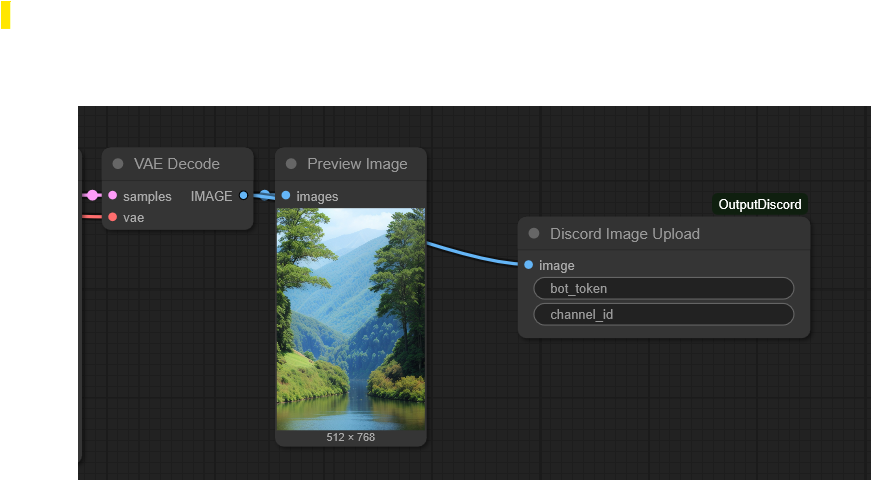 VAE Decode
samples IMAGE
vae
Preview Image
images
512 × 768
OutputDiscord
Discord Image Upload
image
bot_token
channel_id